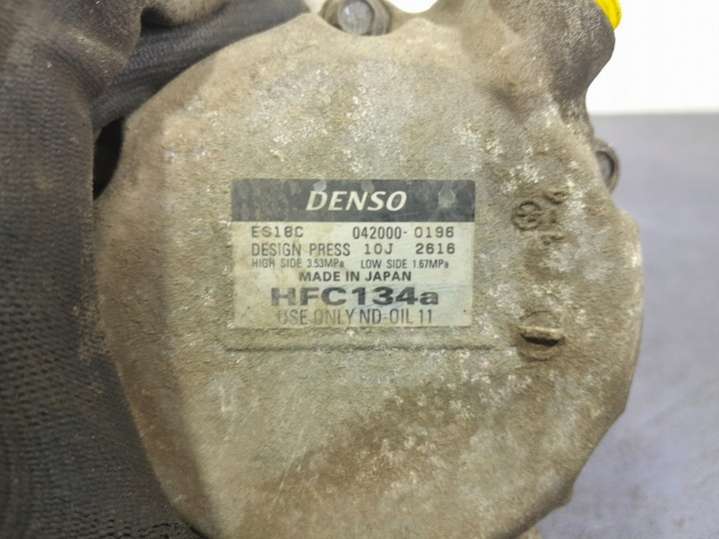 DENSO
ES18C 042000-0196
DESIGN PRESS 10J 2616
HIGH SIDE 3.53MPa LOW SIDE 1.67MPa
MADE IN JAPAN
HFC134a
USE ONLY ND-OIL 11